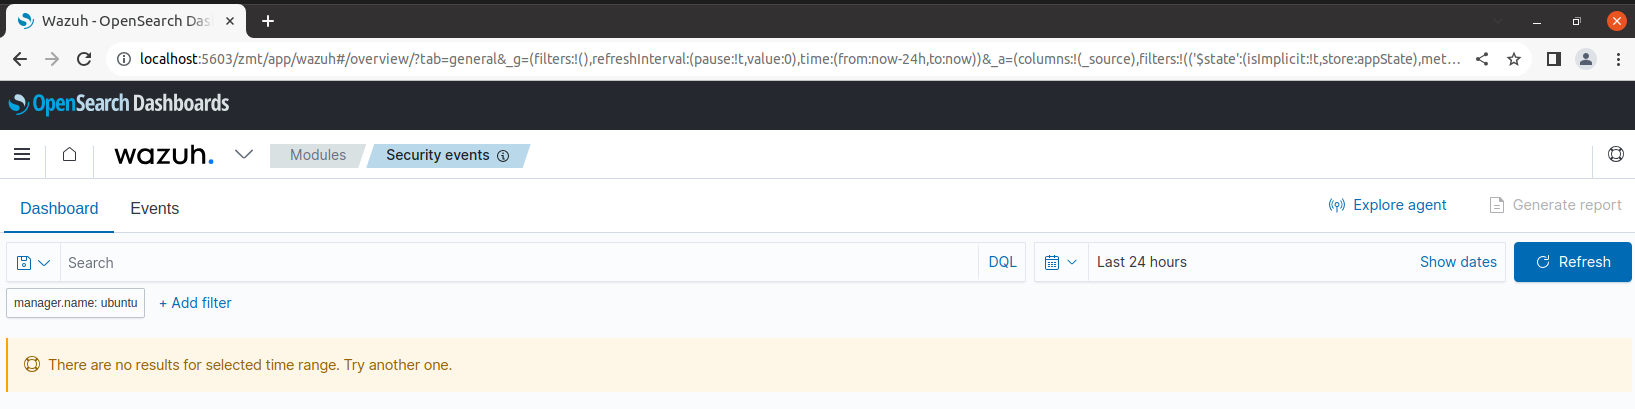 Wazuh - OpenSearch Das
localhost:5603/zmt/app/wazuh#/overview/?tab=general&_g=(filters:!(),refreshInterval:(pause:!t,value:0),time:(from:now-24h,to:now))&_a=(columns:!(_source),filters:!(('$state':(isImplicit:!t,store:appState),met...
OpenSearch Dashboards
wazuh. Modules Security events
Dashboard Events Explore agent Generate report
Search DQL Last 24 hours Show dates Refresh
manager.name: ubuntu + Add filter
There are no results for selected time range. Try another one.